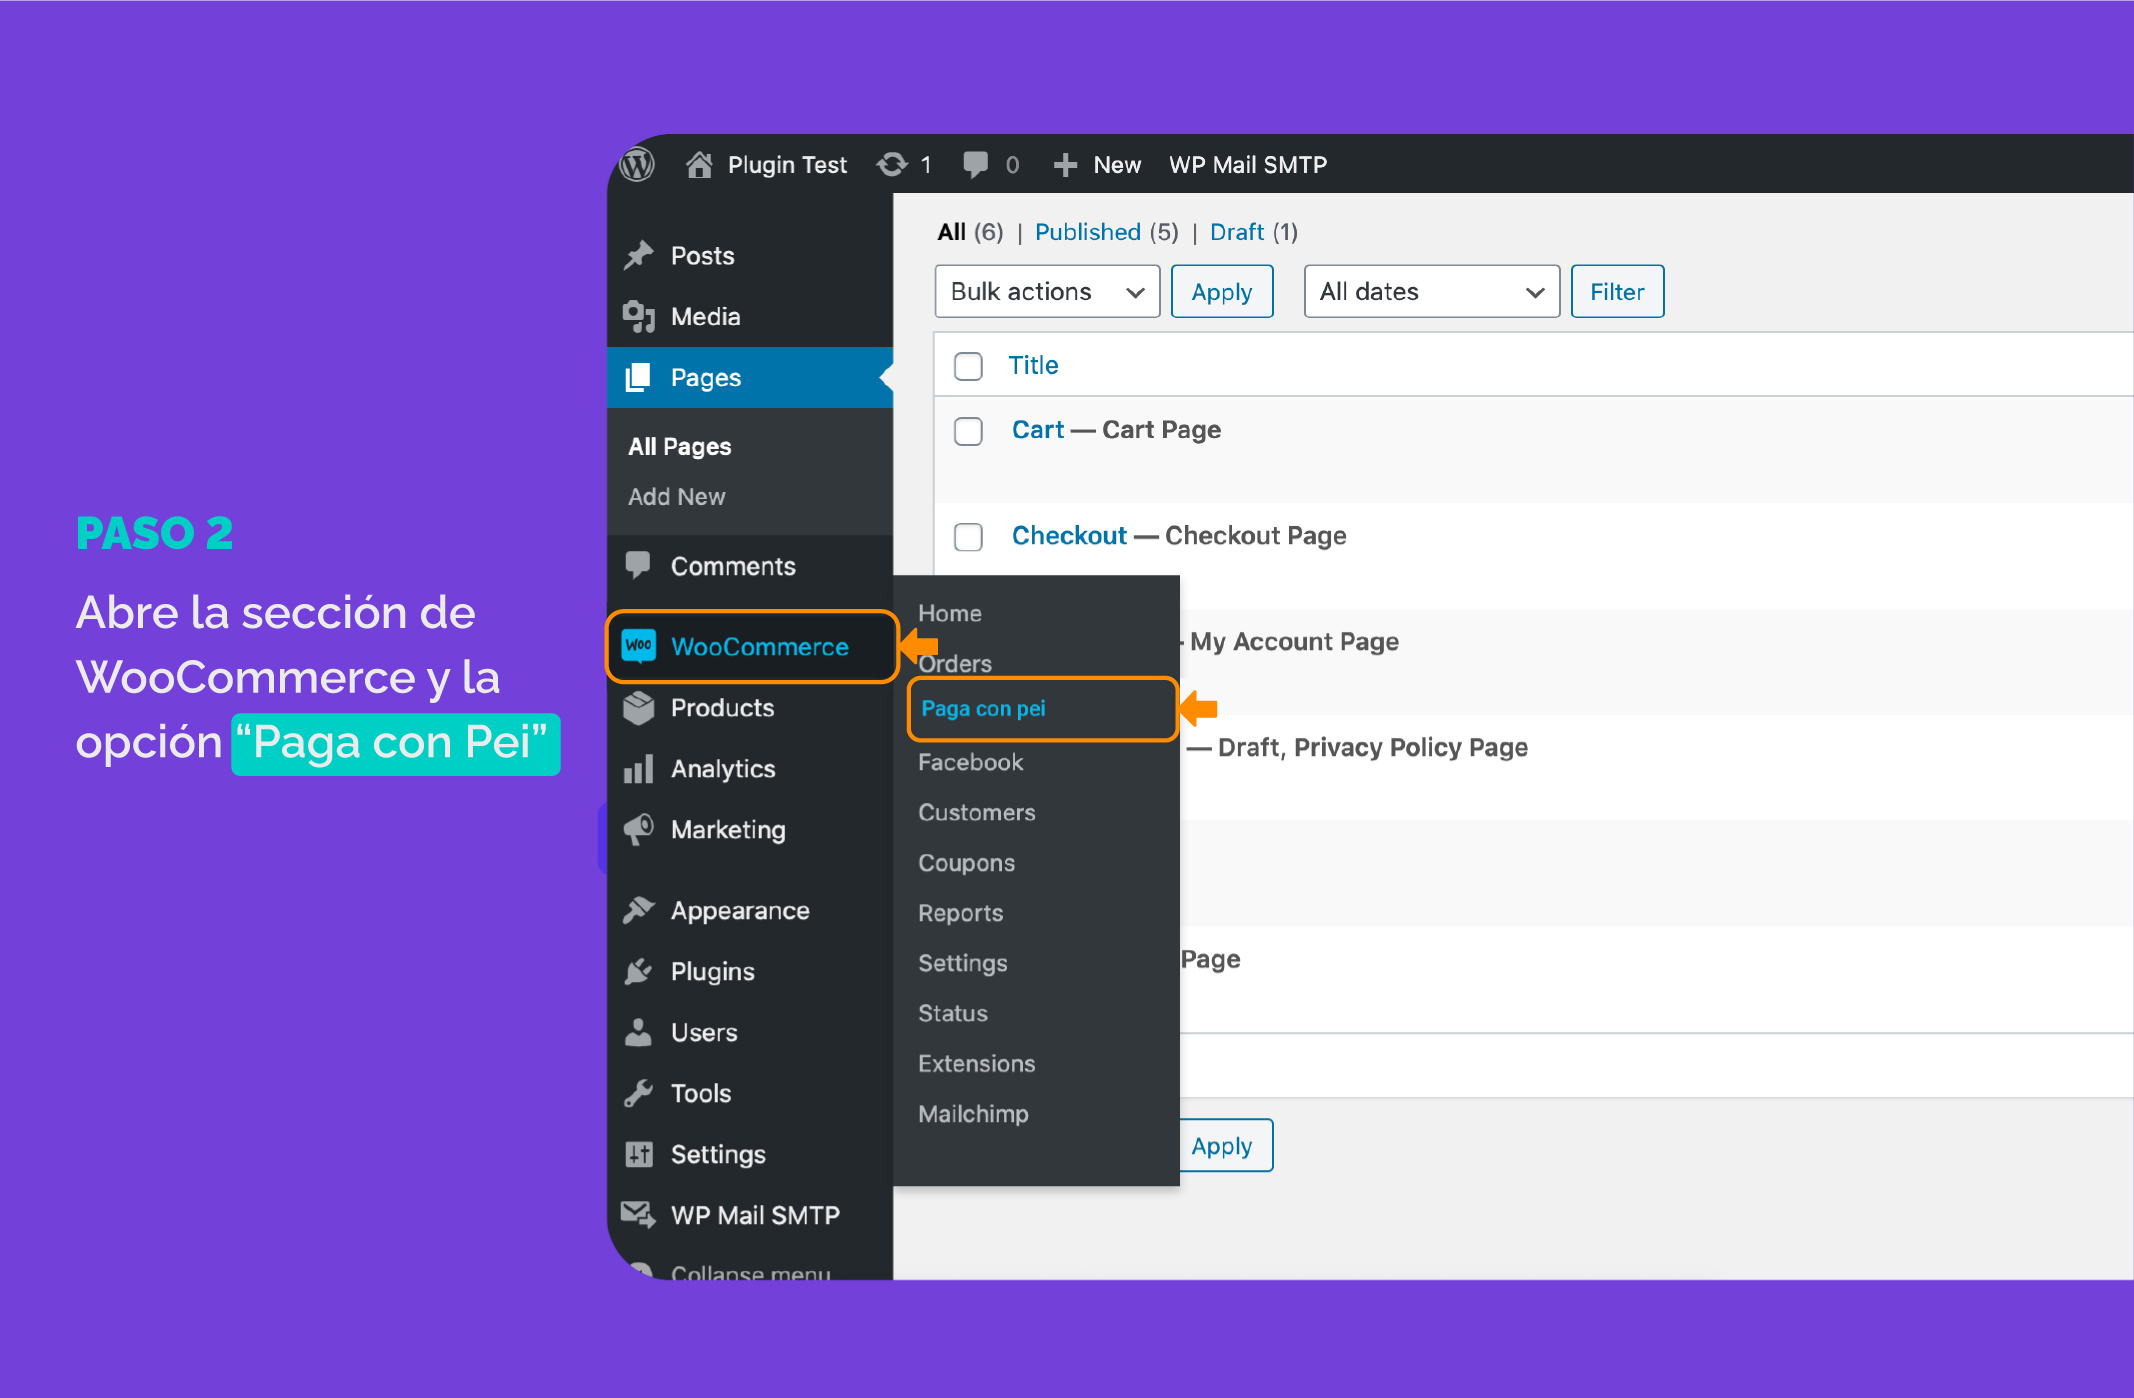 PASO 2
Abre la sección de
WooCommerce y la
opción “Paga con Pei”
Plugin Test 1 0 New WP Mail SMTP
Posts
Media
Pages
All Pages
Add New
Comments
Woo WooCommerce
Products
Analytics
Marketing
Appearance
Plugins
Users
Tools
Settings
WP Mail SMTP
Collapse menu
Home
Orders
Paga con pei
Facebook
Customers
Coupons
Reports
Settings
Status
Extensions
Mailchimp
All (6) | Published (5) | Draft (1)
Bulk actions Apply All dates Filter
Title
Cart — Cart Page
Checkout — Checkout Page
- My Account Page
— Draft, Privacy Policy Page
Page
Apply